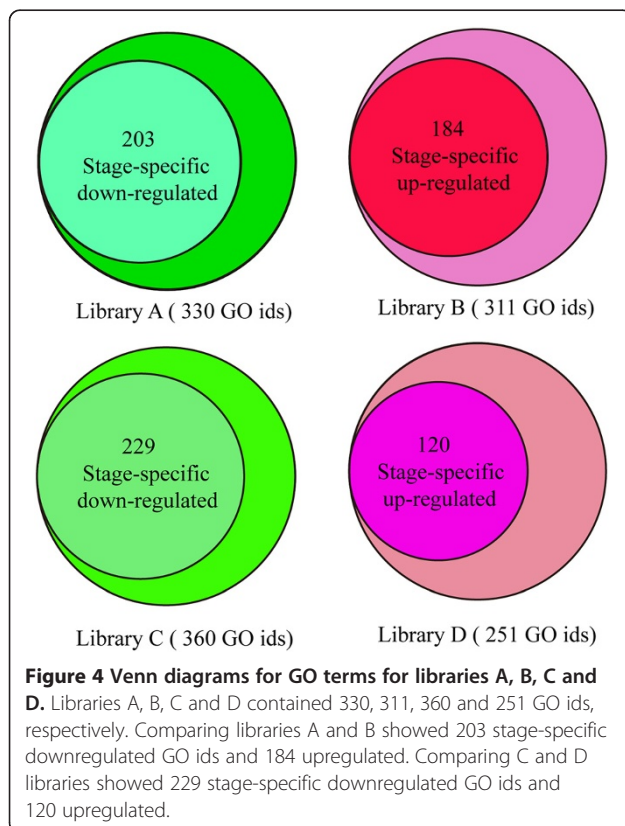 203
Stage-specific
down-regulated
184
Stage-specific
up-regulated
Library A ( 330 GO ids)
Library B ( 311 GO ids)
229
Stage-specific
down-regulated
120
Stage-specific
up-regulated
Library C ( 360 GO ids)
Library D ( 251 GO ids)
Figure 4 Venn diagrams for GO terms for libraries A, B, C and
D. Libraries A, B, C and D contained 330, 311, 360 and 251 GO ids,
respectively. Comparing libraries A and B showed 203 stage-specific
downregulated GO ids and 184 upregulated. Comparing C and D
libraries showed 229 stage-specific downregulated GO ids and
120 upregulated.